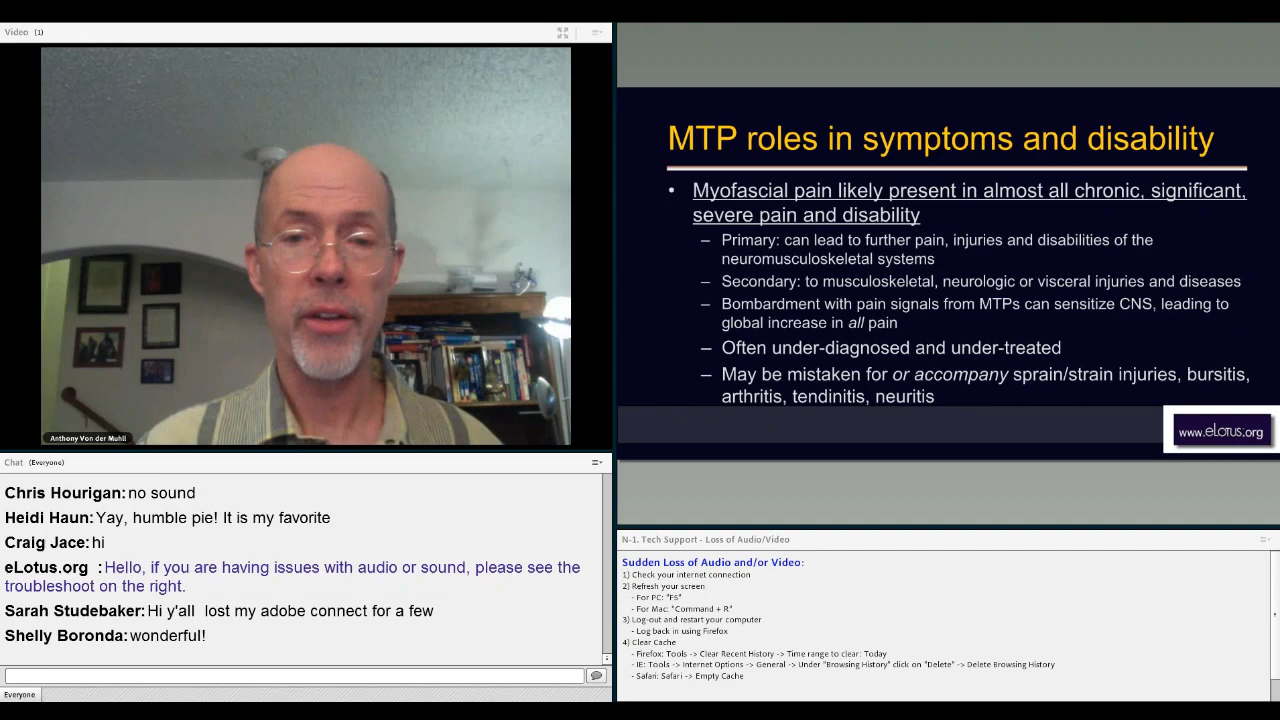 Video (1)
Anthony Von der Muhll
MTP roles in symptoms and disability
• Myofascial pain likely present in almost all chronic, significant,
severe pain and disability
– Primary: can lead to further pain, injuries and disabilities of the
neuromusculoskeletal systems
– Secondary: to musculoskeletal, neurologic or visceral injuries and diseases
– Bombardment with pain signals from MTPs can sensitize CNS, leading to
global increase in all pain
– Often under-diagnosed and under-treated
– May be mistaken for or accompany sprain/strain injuries, bursitis,
arthritis, tendinitis, neuritis
www.eLotus.org
Chat (Everyone)
Chris Hourigan: no sound
Heidi Haun: Yay, humble pie! It is my favorite
Craig Jace: hi
eLotus.org : Hello, if you are having issues with audio or sound, please see the
troubleshoot on the right.
Sarah Studebaker: Hi y'all lost my adobe connect for a few
Shelly Boronda: wonderful!
Everyone
N-1. Tech Support - Loss of Audio/Video
Sudden Loss of Audio and/or Video:
1) Check your internet connection
2) Refresh your screen
- For PC: "F5"
- For Mac: "Command + R"
3) Log-out and restart your computer
- Log back in using Firefox
4) Clear Cache
- Firefox: Tools -> Clear Recent History -> Time range to clear: Today
- IE: Tools -> Internet Options -> General -> Under "Browsing History" click on "Delete" -> Delete Browsing History
- Safari: Safari -> Empty Cache